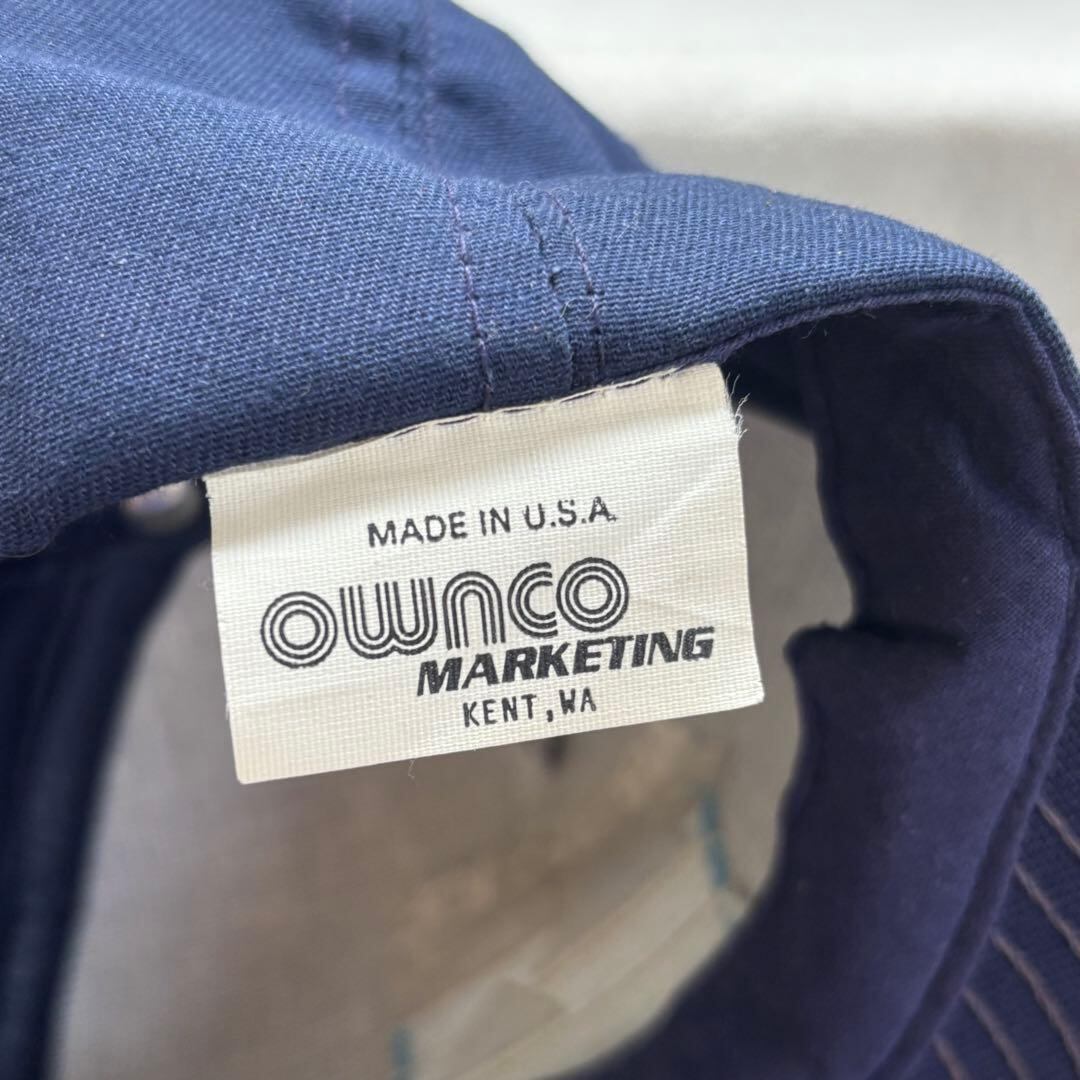 MADE IN U.S.A.
OWNCO
MARKETING
KENT, WA